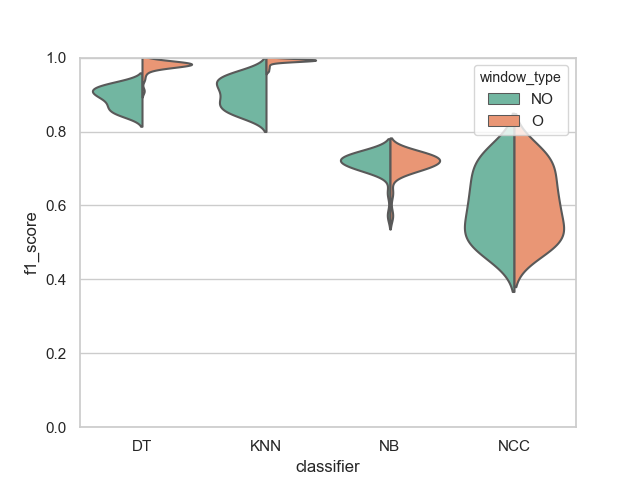 1.0
0.8
0.6
0.4
0.2
0.0
f1_score
window_type
NO
O
DT KNN NB NCC
classifier